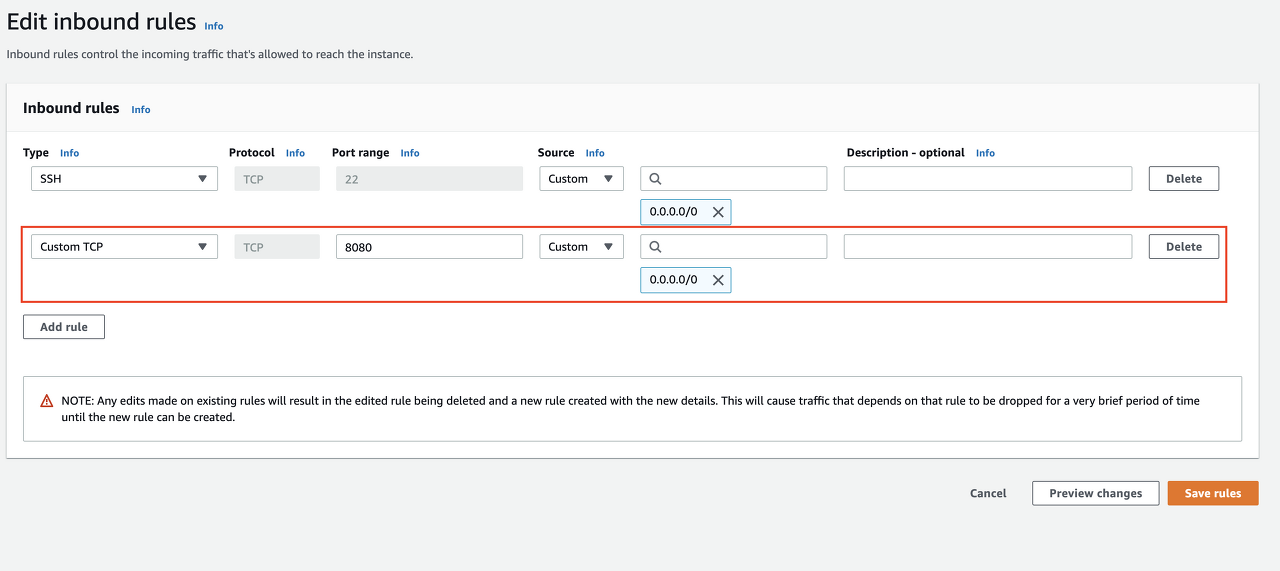 Edit inbound rules Info
Inbound rules control the incoming traffic that's allowed to reach the instance.
Inbound rules Info
Type Info Protocol Info Port range Info Source Info Description - optional Info
SSH TCP 22 Custom Delete
0.0.0.0/0
Custom TCP TCP 8080 Custom Delete
0.0.0.0/0
Add rule
NOTE: Any edits made on existing rules will result in the edited rule being deleted and a new rule created with the new details. This will cause traffic that depends on that rule to be dropped for a very brief period of time
until the new rule can be created.
Cancel Preview changes Save rules